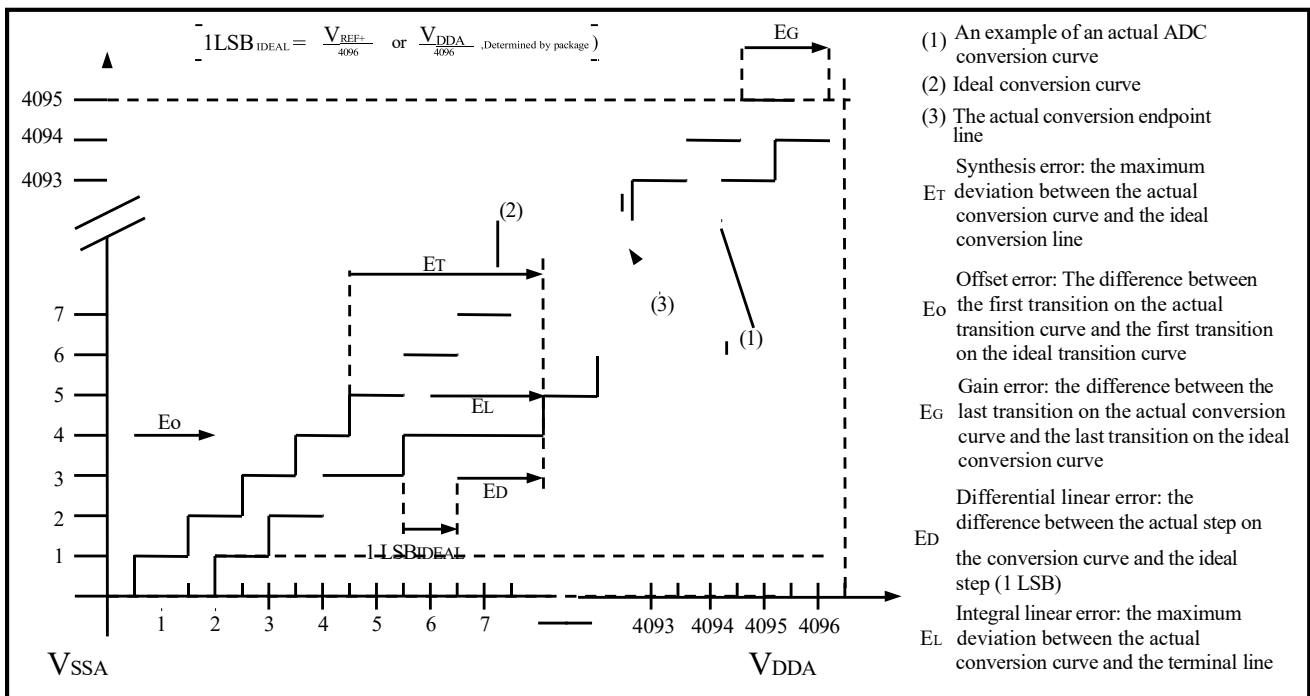 1LSB IDEAL = VREF+/4096 or VDDA/4096 ,Determined by package )
EG
4095
4094
4093
(2)
ET
(3)
(1)
7
6
5
EL
EO
4
3
ED
2
1 LSBIDEAL
1
1 2 3 4 5 6 7 4093 4094 4095 4096
VSSA
VDDA
(1) An example of an actual ADC
conversion curve
(2) Ideal conversion curve
(3) The actual conversion endpoint
line
Synthesis error: the maximum
ET deviation between the actual
conversion curve and the ideal
conversion line
Offset error: The difference between
EO the first transition on the actual
transition curve and the first transition
on the ideal transition curve
Gain error: the difference between the
EG last transition on the actual conversion
curve and the last transition on the ideal
conversion curve
Differential linear error: the
difference between the actual step on
ED
the conversion curve and the ideal
step (1 LSB)
Integral linear error: the maximum
EL deviation between the actual
conversion curve and the terminal line